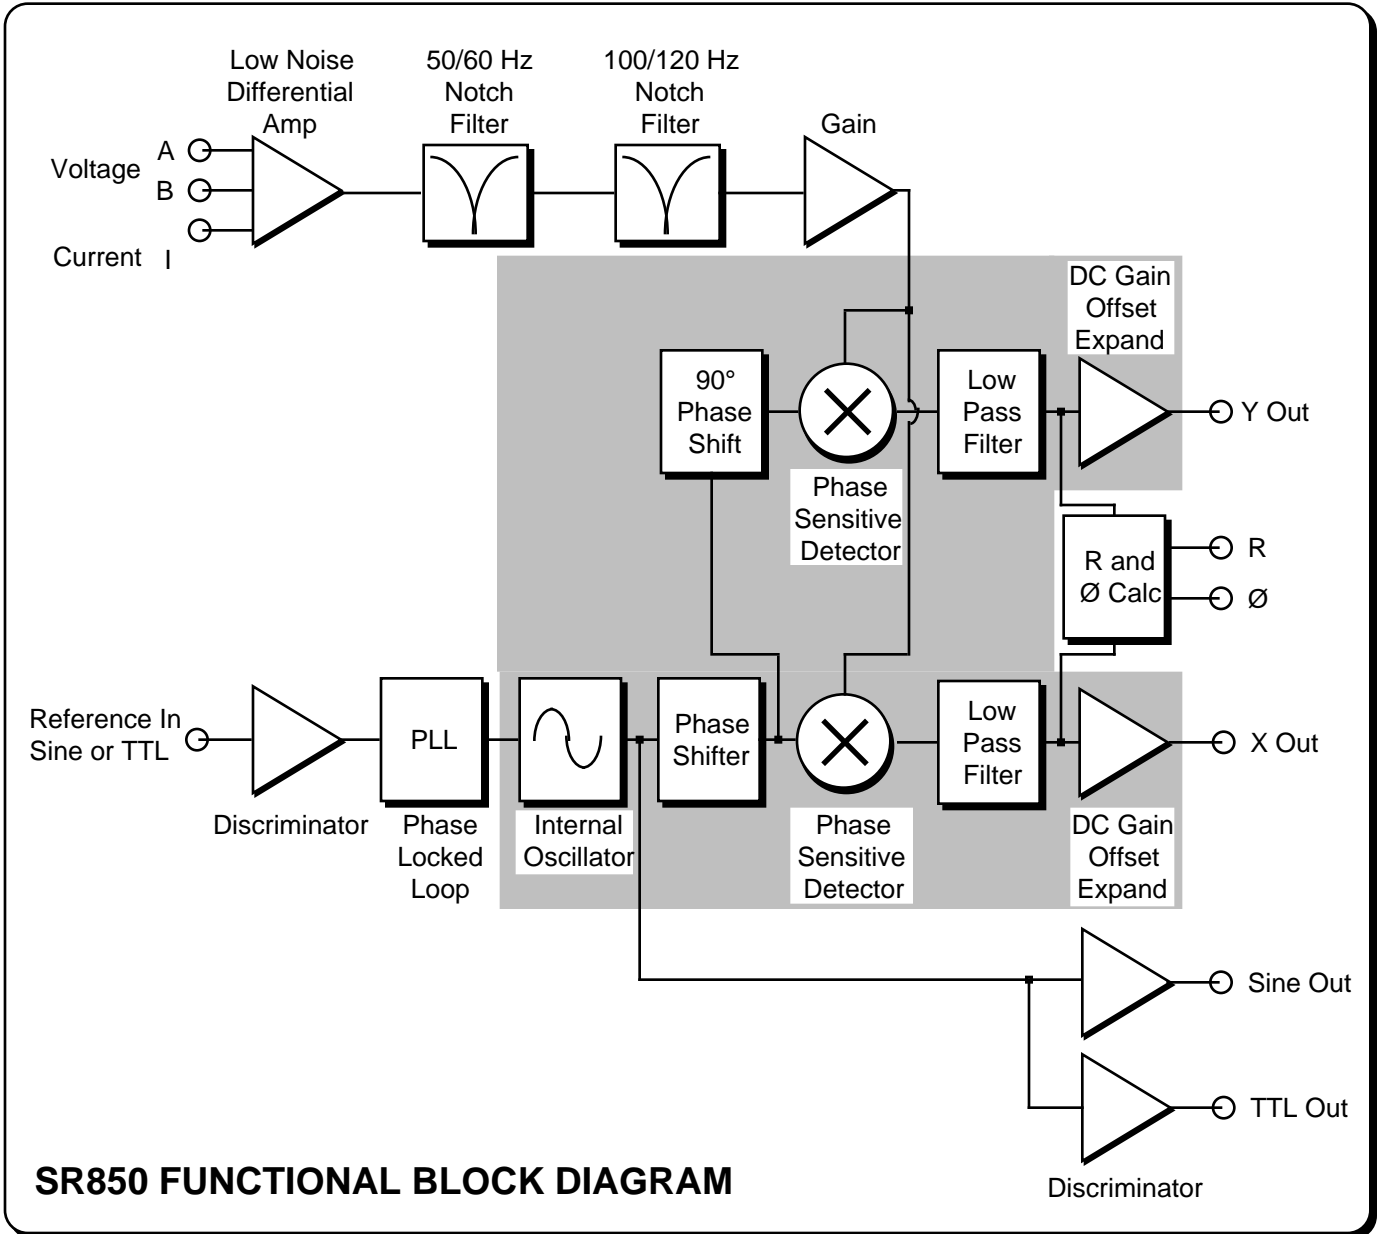 Low Noise
Differential
Amp
50/60 Hz
Notch
Filter
100/120 Hz
Notch
Filter
Gain
Voltage
A
B
Current
I
DC Gain
Offset
Expand
90°
Phase
Shift
Low
Pass
Filter
Y Out
Phase
Sensitive
Detector
R and
Ø Calc
R
Ø
Reference In
Sine or TTL
PLL
Phase
Shifter
Low
Pass
Filter
X Out
Discriminator
Phase
Locked
Loop
Internal
Oscillator
Phase
Sensitive
Detector
DC Gain
Offset
Expand
Sine Out
TTL Out
Discriminator
SR850 FUNCTIONAL BLOCK DIAGRAM